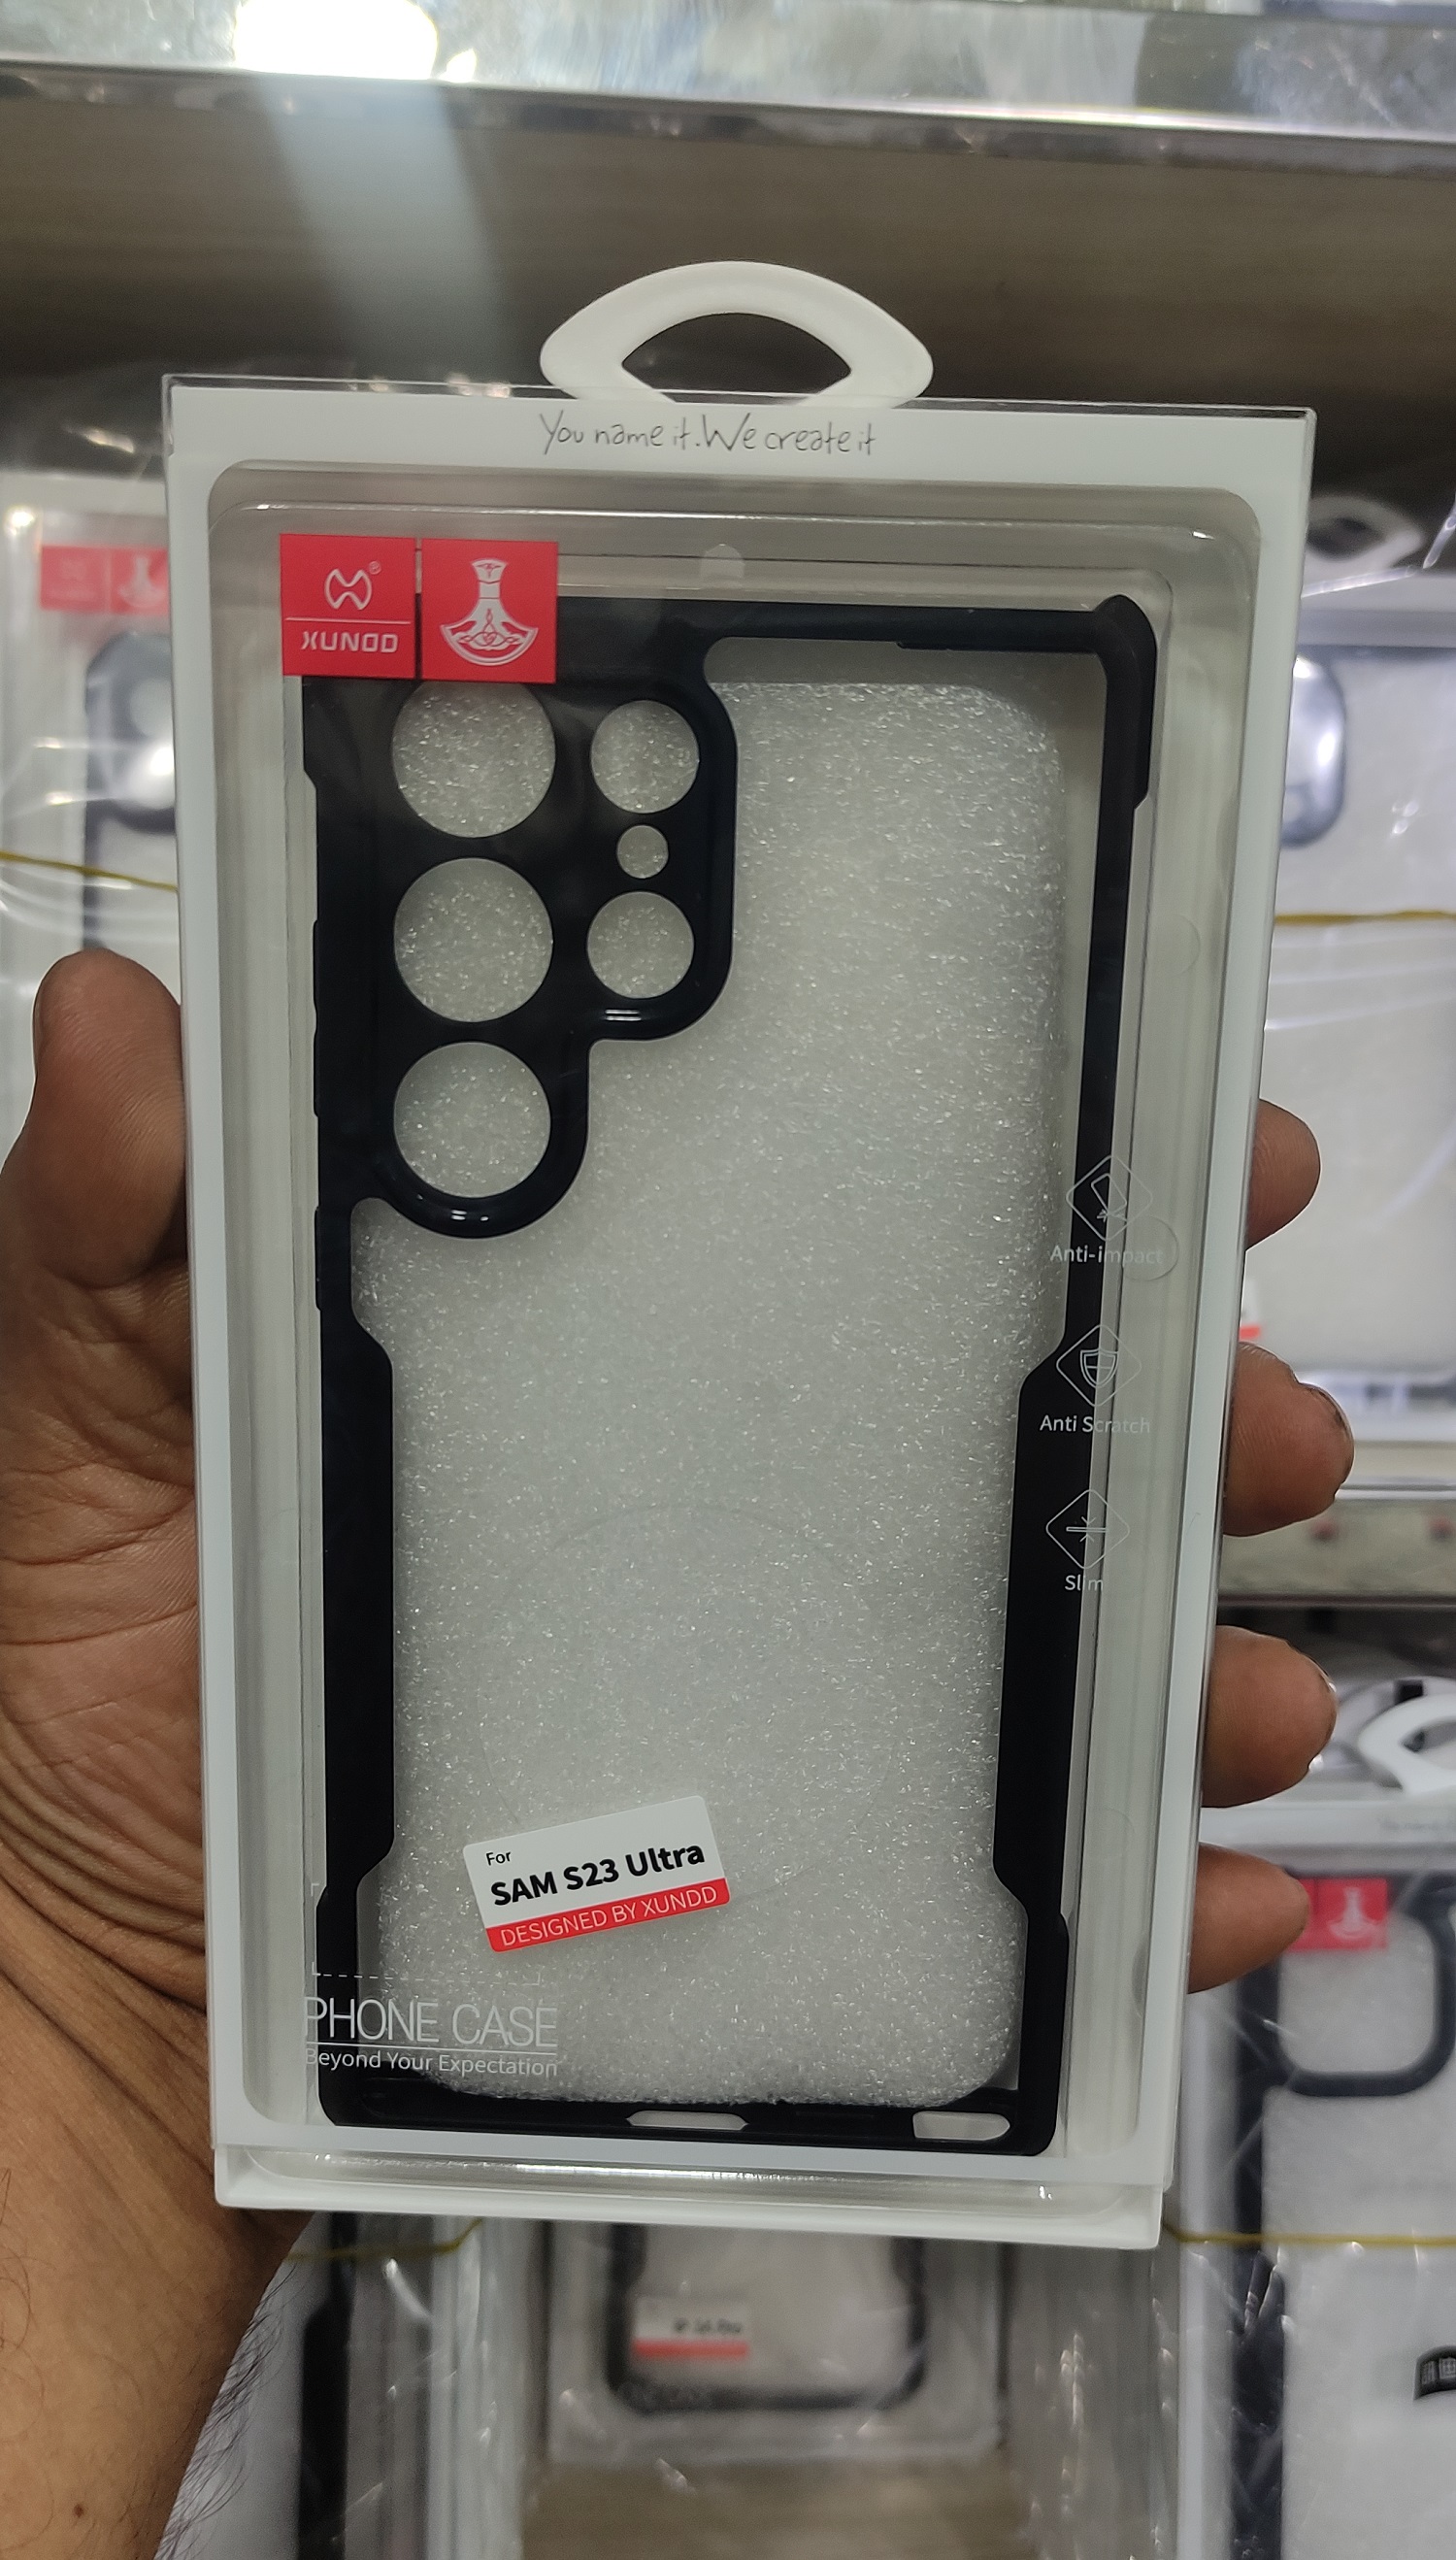 You name it. We create it
XUNDD
Anti-impact
Anti Scratch
Slim
For
SAM S23 Ultra
DESIGNED BY XUNDD
PHONE CASE
Beyond Your Expectation